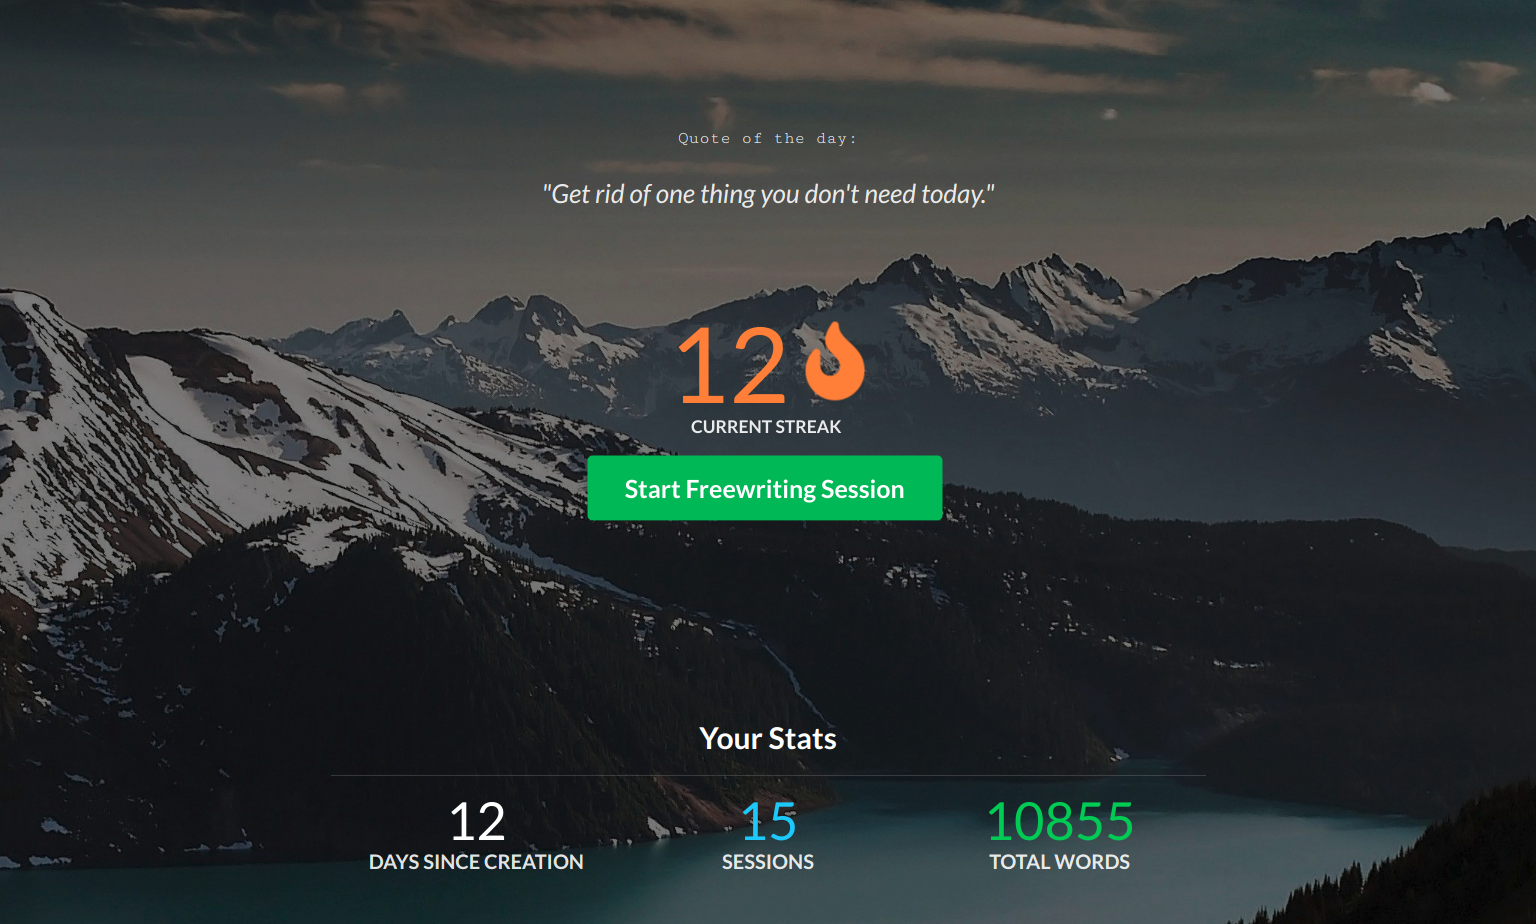 Quote of the day:
"Get rid of one thing you don't need today."
12
CURRENT STREAK
Start Freewriting Session
Your Stats
12 15 10855
DAYS SINCE CREATION SESSIONS TOTAL WORDS